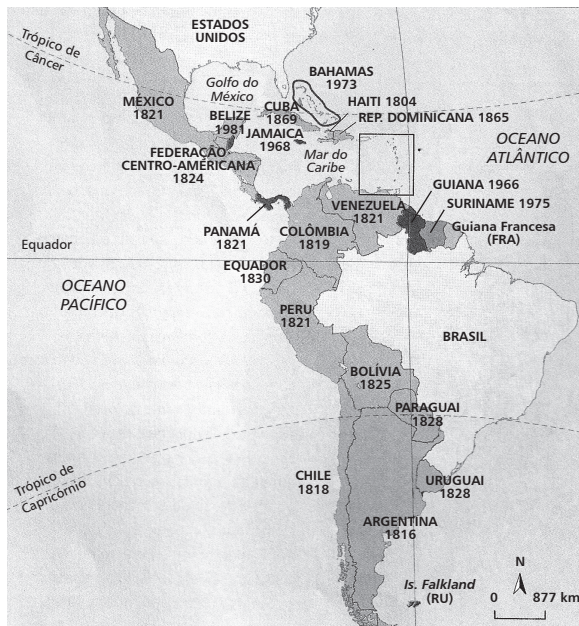 ESTADOS
UNIDOS
Trópico de
Câncer
Golfo do
México
BAHAMAS
1973
MÉXICO
1821
CUBA
1869
HAITI 1804
REP. DOMINICANA 1865
BELIZE
1981
JAMAICA
1968
OCEANO
ATLÂNTICO
FEDERAÇÃO
CENTRO-AMÉRICANA
1824
Mar do
Caribe
GUIANA 1966
SURINAME 1975
VENEZUELA
1821
Guiana Francesa
(FRA)
PANAMÁ
1821
COLÔMBIA
1819
Equador
EQUADOR
1830
OCEANO
PACÍFICO
PERU
1821
BRASIL
BOLÍVIA
1825
PARAGUAI
1828
Trópico de
Capricórnio
CHILE
1818
URUGUAI
1828
ARGENTINA
1816
Is. Falkland
(RU)
N
0 877 km